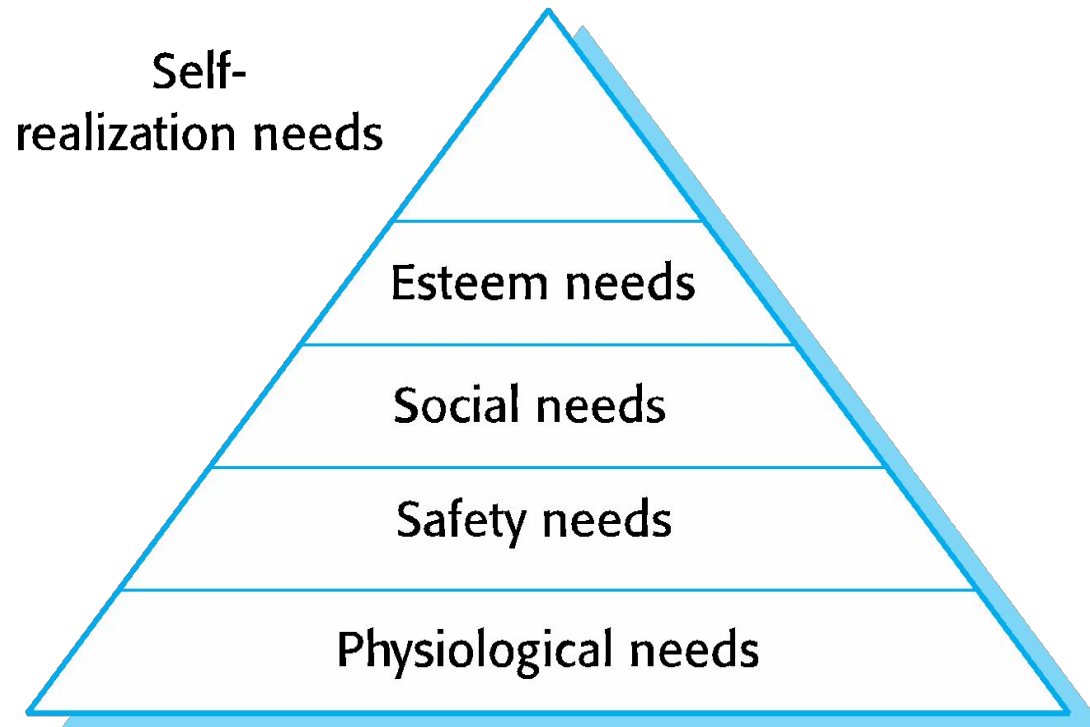 Self-
realization needs
Esteem needs
Social needs
Safety needs
Physiological needs